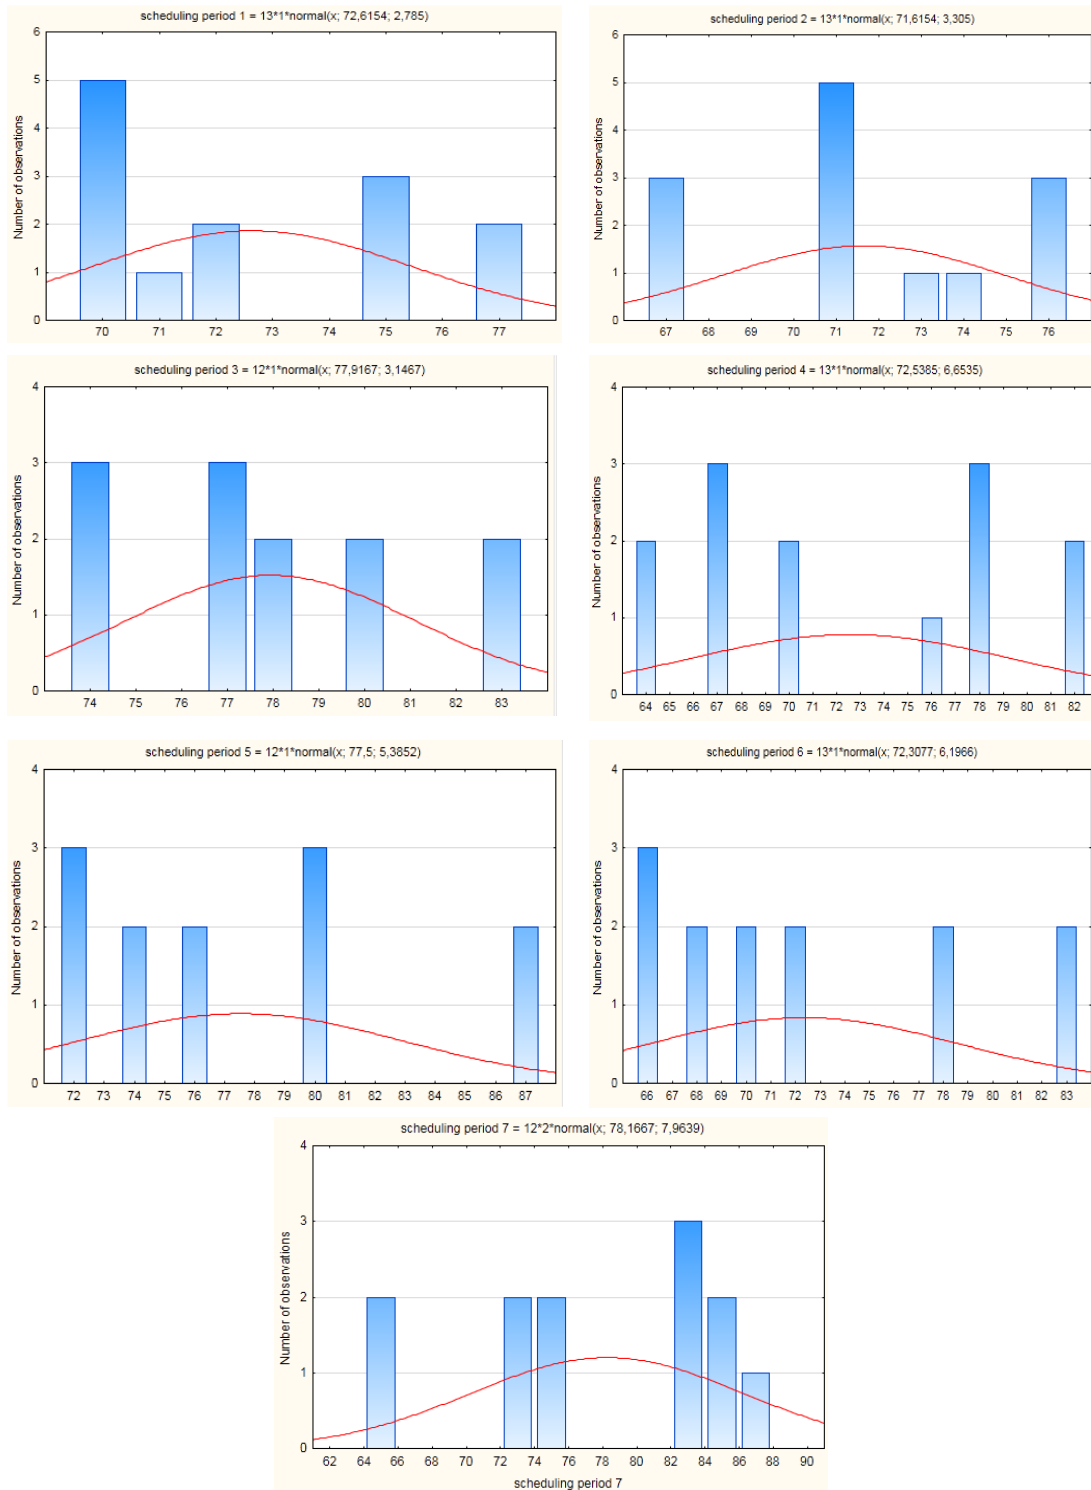 scheduling period 1 = 13*1*normal(x; 72,6154; 2,785)
Number of observations
6
5
4
3
2
1
0
70 71 72 73 74 75 76 77
scheduling period 2 = 13*1*normal(x; 71,6154; 3,305)
Number of observations
6
5
4
3
2
1
0
67 68 69 70 71 72 73 74 75 76
scheduling period 3 = 12*1*normal(x; 77,9167; 3,1467)
Number of observations
4
3
2
1
0
74 75 76 77 78 79 80 81 82 83
scheduling period 4 = 13*1*normal(x; 72,5385; 6,6535)
Number of observations
4
3
2
1
0
64 65 66 67 68 69 70 71 72 73 74 75 76 77 78 79 80 81 82
scheduling period 5 = 12*1*normal(x; 77,5; 5,3852)
Number of observations
4
3
2
1
0
72 73 74 75 76 77 78 79 80 81 82 83 84 85 86 87
scheduling period 6 = 13*1*normal(x; 72,3077; 6,1966)
Number of observations
4
3
2
1
0
66 67 68 69 70 71 72 73 74 75 76 77 78 79 80 81 82 83
scheduling period 7 = 12*2*normal(x; 78,1667; 7,9639)
Number of observations
4
3
2
1
0
62 64 66 68 70 72 74 76 78 80 82 84 86 88 90
scheduling period 7